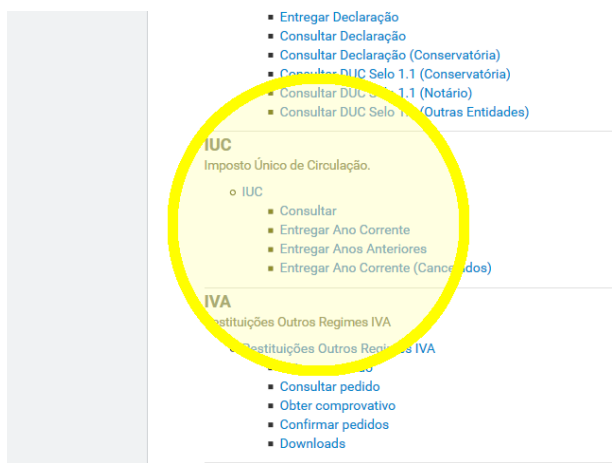 Entregar Declaração
Consultar Declaração
Consultar Declaração (Conservatória)
Consultar DUC Selo 1.1 (Conservatória)
Consultar DUC Selo 1.1 (Notário)
Consultar DUC Selo (Outras Entidades)
IUC
Imposto Único de Circulação.
IUC
Consultar
Entregar Ano Corrente
Entregar Anos Anteriores
Entregar Ano Corrente (Cancelados)
IVA
Restituições Outros Regimes IVA
Restituições Outros Regimes IVA
Consultar pedido
Obter comprovativo
Confirmar pedidos
Downloads